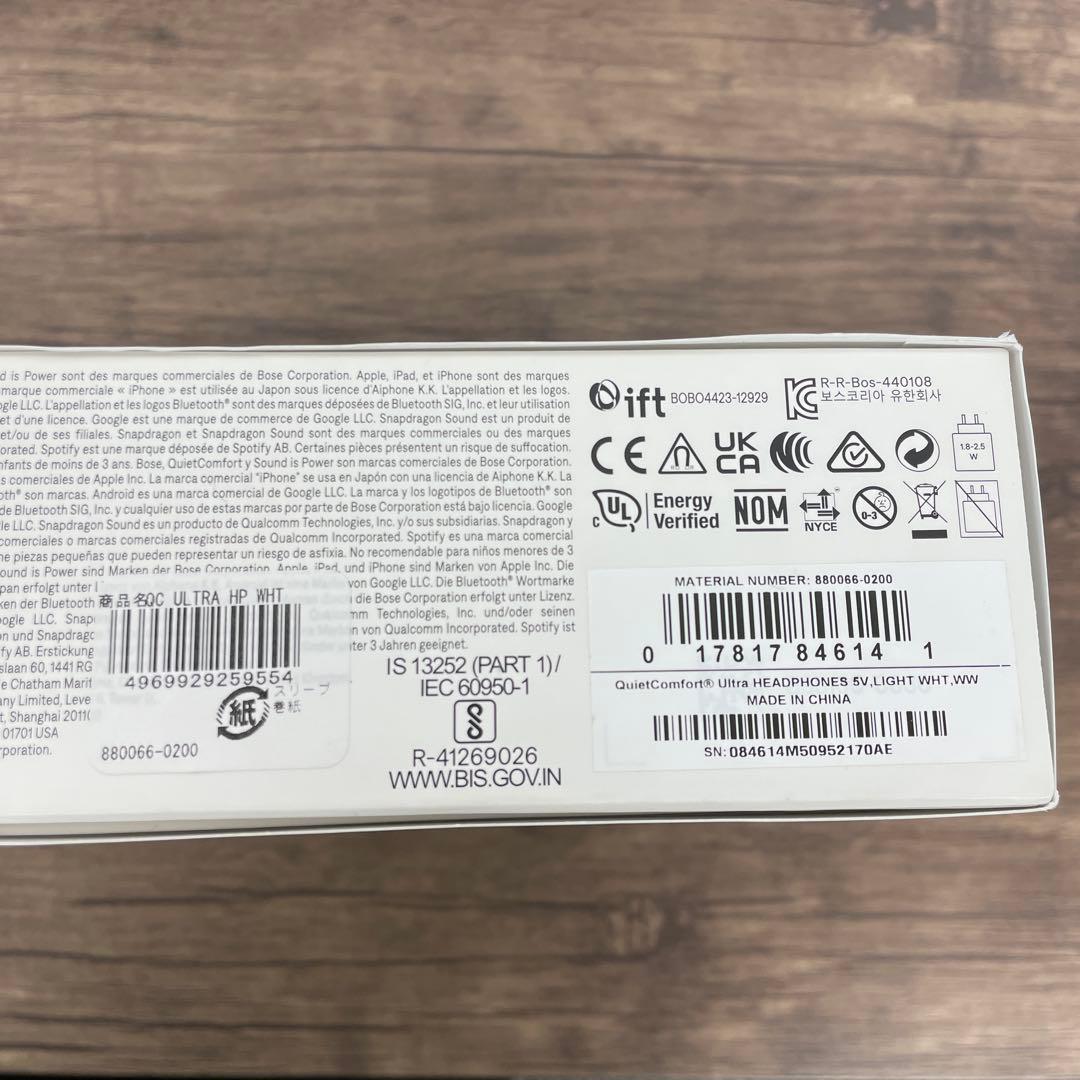 d is Power sont des marques commerciales de Bose Corporation. Apple, iPad, et iPhone sont des marques
marque commerciale « iPhone » est utilisée au Japon sous licence d'Aiphone K.K. L'appellation et les logos.
gle LLC. L'appellation et les logos Bluetooth® sont des marques déposées de Bluetooth SIG, Inc. et leur utilisation
et d'une licence. Google est une marque de commerce de Google LLC. Snapdragon Sound est un produit de
et/ou de ses filiales. Snapdragon et Snapdragon Sound sont des marques commerciales ou des marques
orated. Spotify est une marque déposée de Spotify AB. Certaines pièces présentent un risque de suffocation.
nfants de moins de 3 ans. Bose, QuietComfort y Sound is Power son marcas comerciales de Bose Corporation.
s comerciales de Apple Inc. La marca comercial "iPhone" se usa en Japón con una licencia de Aiphone K.K. La
oth® son marcas. Android es una marca comercial de Google LLC. La marca y los logotipos de Bluetooth® son
th SIG, Inc. y cualquier uso de estas marcas por parte de Bose Corporation está bajo licencia. Google
le LLC. Snapdragon Sound es un producto de Qualcomm Technologies, Inc. y/o sus subsidiarias. Snapdragon y
comerciales o marcas comerciales registradas de Qualcomm Incorporated. Spotify es una marca comercial
ne piezas pequeñas que pueden representar un riesgo de asfixia. No recomendable para niños menores de 3
ound is Power sind Marken der Bose Corporation. Apple, iPad, und iPhone sind Marken von Apple Inc. Die
pan erfolgt unter von Google LLC. Die Bluetooth® Wortmarke
ken der Bluetooth die Bose Corporation erfolgt unter Lizenz.
ogle LLC. Snap mm Technologies, Inc. und/oder seinen
n und Snapdrago n von Qualcomm Incorporated. Spotify ist
fy AB. Erstickung ter 3 Jahren geeignet.
slaan 60, 1441 RG
e Chatham Marit
any Limited, Leve
t, Shanghai 20110
01701 USA
orporation.
商品名QC ULTRA HP WHT
4969929259554
紙
スリーブ
巻紙
880066-0200
IS 13252 (PART 1)/
IEC 60950-1
R-41269026
WWW.BIS.GOV.IN
ift BOBO4423-12929
R-R-Bos-440108
보스코리아 유한회사
CE
UK
CA
1.8-2.5
W
c UL Energy
Verified
NOM
NYCE
0-3
MATERIAL NUMBER: 880066-0200
0 17817 84614 1
QuietComfort® Ultra HEADPHONES 5V,LIGHT WHT,WW
MADE IN CHINA
SN: 084614M50952170AE